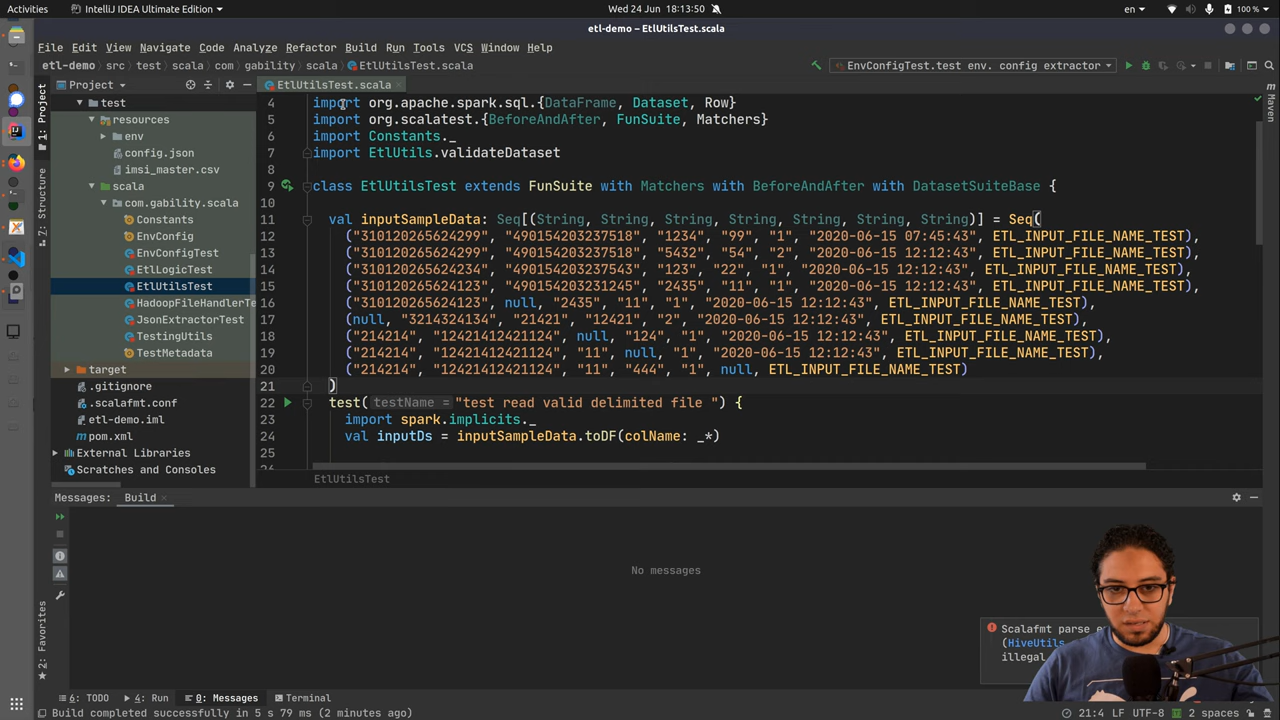 Activities IntelliJ IDEA Ultimate Edition Wed 24 Jun 18:13:50 en 100 %
etl-demo – EtlUtilsTest.scala
File Edit View Navigate Code Analyze Refactor Build Run Tools VCS Window Help
etl-demo src test scala com gability scala EtlUtilsTest.scala EnvConfigTest.test env. config extractor
Project EtlUtilsTest.scala
1: Project
Maven
test
resources
env
config.json
imsi_master.csv
scala
com.gability.scala
Constants
EnvConfig
EnvConfigTest
EtlLogicTest
EtlUtilsTest
HadoopFileHandlerTe
JsonExtractorTest
TestingUtils
TestMetadata
target
.gitignore
.scalafmt.conf
etl-demo.iml
pom.xml
External Libraries
Scratches and Consoles
7: Structure
2: Favorites
4 import org.apache.spark.sql.{DataFrame, Dataset, Row}
5 import org.scalatest.{BeforeAndAfter, FunSuite, Matchers}
6 import Constants._
7 import EtlUtils.validateDataset
8
9 class EtlUtilsTest extends FunSuite with Matchers with BeforeAndAfter with DatasetSuiteBase {
10
11 val inputSampleData: Seq[(String, String, String, String, String, String, String)] = Seq(
12 ("310120265624299", "490154203237518", "1234", "99", "1", "2020-06-15 07:45:43", ETL_INPUT_FILE_NAME_TEST),
13 ("310120265624299", "490154203237518", "5432", "54", "2", "2020-06-15 12:12:43", ETL_INPUT_FILE_NAME_TEST),
14 ("310120265624234", "490154203237543", "123", "22", "1", "2020-06-15 12:12:43", ETL_INPUT_FILE_NAME_TEST),
15 ("310120265624123", "490154203231245", "2435", "11", "1", "2020-06-15 12:12:43", ETL_INPUT_FILE_NAME_TEST),
16 ("310120265624123", null, "2435", "11", "1", "2020-06-15 12:12:43", ETL_INPUT_FILE_NAME_TEST),
17 (null, "3214324134", "21421", "12421", "2", "2020-06-15 12:12:43", ETL_INPUT_FILE_NAME_TEST),
18 ("214214", "12421412421124", null, "124", "1", "2020-06-15 12:12:43", ETL_INPUT_FILE_NAME_TEST),
19 ("214214", "12421412421124", "11", null, "1", "2020-06-15 12:12:43", ETL_INPUT_FILE_NAME_TEST),
20 ("214214", "12421412421124", "11", "444", "1", null, ETL_INPUT_FILE_NAME_TEST)
21 )
22 test( testName = "test read valid delimited file ") {
23 import spark.implicits._
24 val inputDs = inputSampleData.toDF(colName: _*)
25
EtlUtilsTest
Messages: Build
No messages
Scalafmt parse e
(HiveUtils
illegal
6: TODO 4: Run 0: Messages Terminal
Build completed successfully in 5 s 79 ms (2 minutes ago) 21:4 LF UTF-8 2 spaces